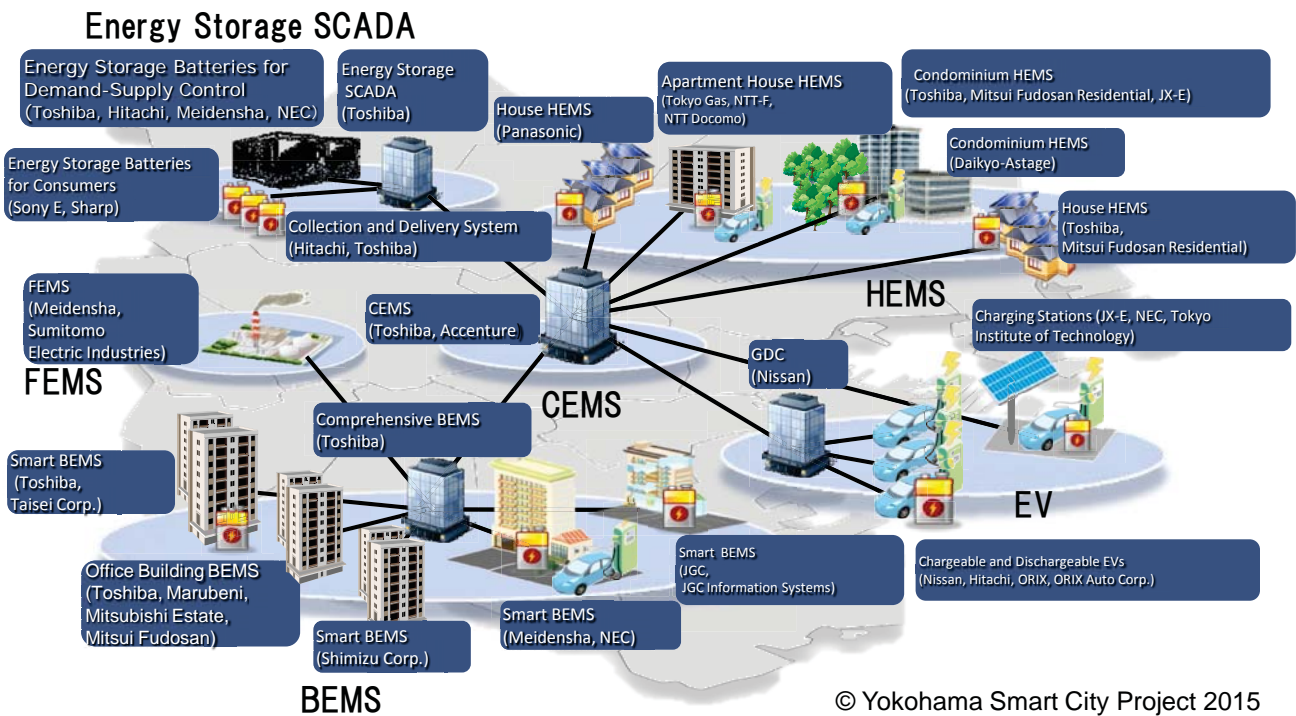 Energy Storage SCADA
Energy Storage Batteries for
Demand-Supply Control
(Toshiba, Hitachi, Meidensha, NEC)
Energy Storage
SCADA
(Toshiba)
House HEMS
(Panasonic)
Apartment House HEMS
(Tokyo Gas, NTT-F,
NTT Docomo)
Condominium HEMS
(Toshiba, Mitsui Fudosan Residential, JX-E)
Condominium HEMS
(Daikyo-Astage)
Energy Storage Batteries
for Consumers
(Sony E, Sharp)
Collection and Delivery System
(Hitachi, Toshiba)
House HEMS
(Toshiba,
Mitsui Fudosan Residential)
HEMS
FEMS
(Meidensha,
Sumitomo
Electric Industries)
FEMS
CEMS
(Toshiba, Accenture)
CEMS
Charging Stations (JX-E, NEC, Tokyo
Institute of Technology)
GDC
(Nissan)
Comprehensive BEMS
(Toshiba)
Smart BEMS
(Toshiba,
Taisei Corp.)
EV
Office Building BEMS
(Toshiba, Marubeni,
Mitsubishi Estate,
Mitsui Fudosan)
Smart BEMS
(Shimizu Corp.)
Smart BEMS
(Meidensha, NEC)
Smart BEMS
(JGC,
JGC Information Systems)
Chargeable and Dischargeable EVs
(Nissan, Hitachi, ORIX, ORIX Auto Corp.)
BEMS
© Yokohama Smart City Project 2015